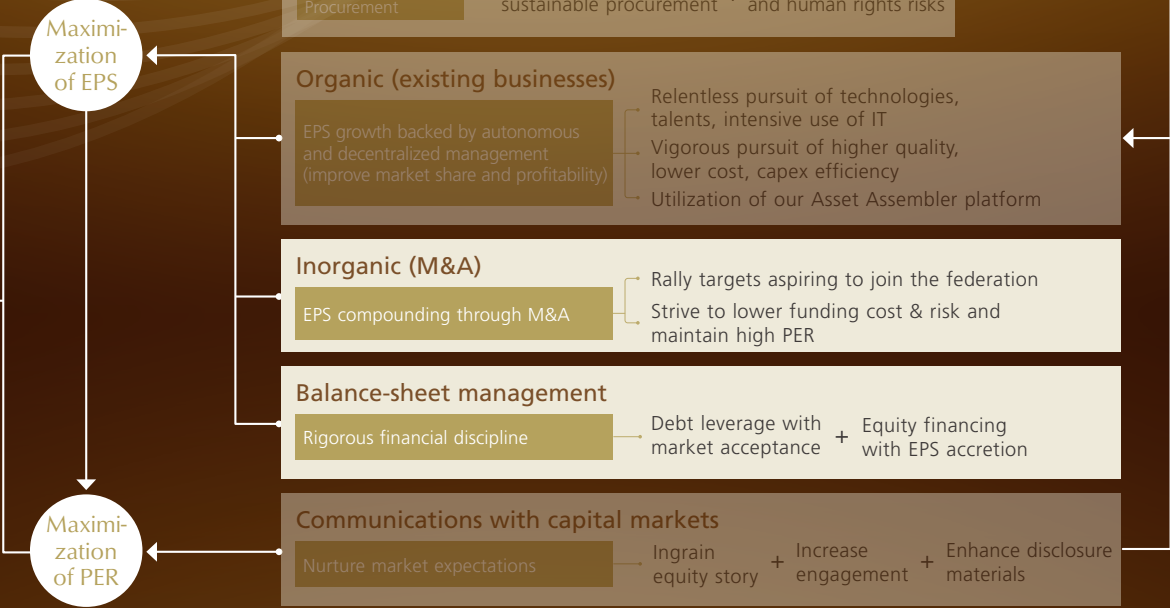 Procurement
sustainable procurement
and human rights risks
Maximi-
zation
of EPS
Organic (existing businesses)
EPS growth backed by autonomous
and decentralized management
(improve market share and profitability)
Relentless pursuit of technologies,
talents, intensive use of IT
Vigorous pursuit of higher quality,
lower cost, capex efficiency
Utilization of our Asset Assembler platform
Inorganic (M&A)
EPS compounding through M&A
Rally targets aspiring to join the federation
Strive to lower funding cost & risk and
maintain high PER
Balance-sheet management
Rigorous financial discipline
Debt leverage with
market acceptance
+
Equity financing
with EPS accretion
Maximi-
zation
of PER
Communications with capital markets
Nurture market expectations
Ingrain
equity story
+
Increase
engagement
+
Enhance disclosure
materials